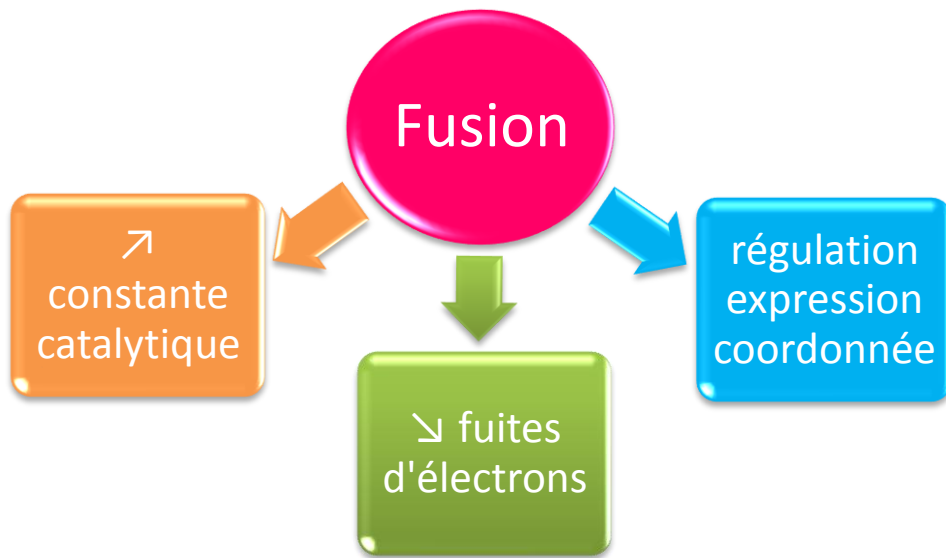 Fusion
↗
constante
catalytique
↘ fuites
d'électrons
régulation
expression
coordonnée